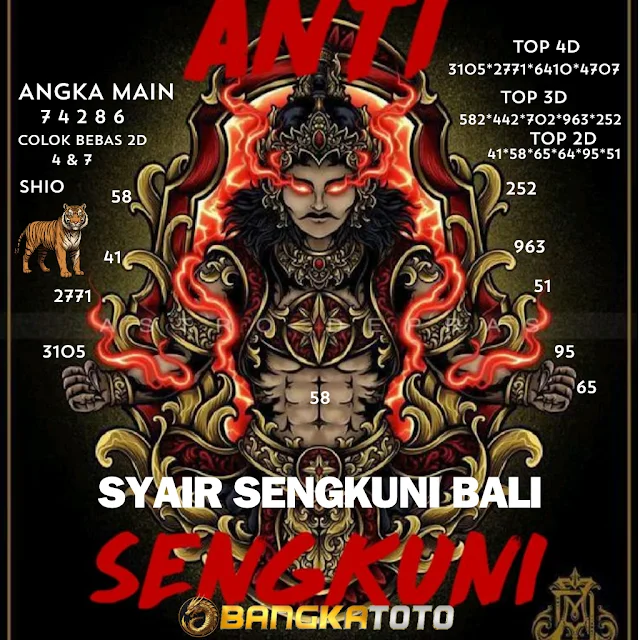 ANTI
TOP 4D
3105*2771*6410*4707
TOP 3D
582*442*702*963*252
TOP 2D
41*58*65*64*95*51
ANGKA MAIN
7 4 2 8 6
COLOK BEBAS 2D
4 & 7
SHIO
58
252
41
963
2771
51
ASTRO DEPRAS
3105
95
65
58
SYAIR SENGKUNI BALI
SENGKUNI
BANGKATOTO